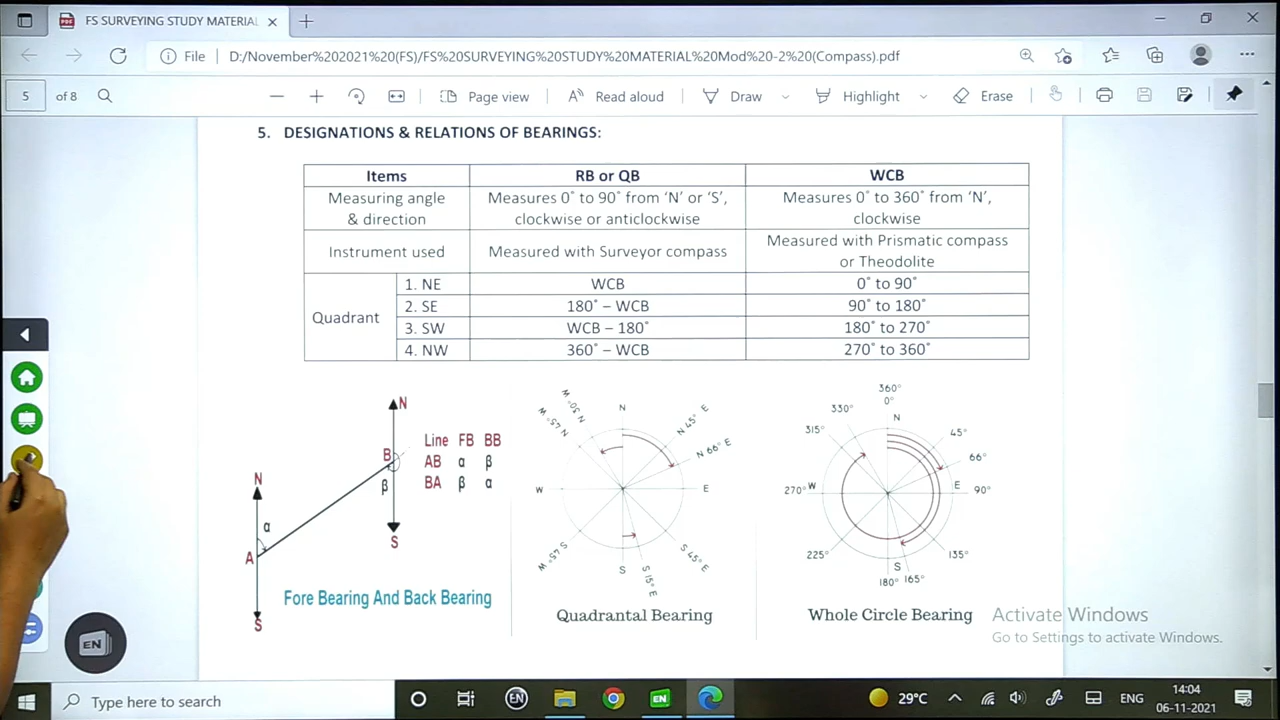 FS SURVEYING STUDY MATERIAL
File
D:/November%202021%20(FS)/FS%20SURVEYING%20STUDY%20MATERIAL%20Mod%20-2%20(Compass).pdf
5 of 8
Page view
Read aloud
Draw
Highlight
Erase
5. DESIGNATIONS & RELATIONS OF BEARINGS:
Items RB or QB WCB
Measuring angle & direction
Measures 0˚ to 90˚ from ‘N’ or ‘S’, clockwise or anticlockwise
Measures 0˚ to 360˚ from ‘N’, clockwise
Instrument used
Measured with Surveyor compass
Measured with Prismatic compass or Theodolite
Quadrant
1. NE WCB 0˚ to 90˚
2. SE 180˚ – WCB 90˚ to 180˚
3. SW WCB – 180˚ 180˚ to 270˚
4. NW 360˚ – WCB 270˚ to 360˚
N
B
β
S
N
α
A
S
Line FB BB
AB α β
BA β α
Fore Bearing And Back Bearing
N
N 45° E
N 66° E
E
S 45° E
S 15° E
S
S 45° W
W
N 45° W
N 30° W
Quadrantal Bearing
360°
0°
N
45°
66°
E 90°
135°
165°
S
180°
225°
270° W
315°
330°
Whole Circle Bearing
Activate Windows
Go to Settings to activate Windows.
EN
Type here to search
EN
EN
29°C
ENG
14:04
06-11-2021